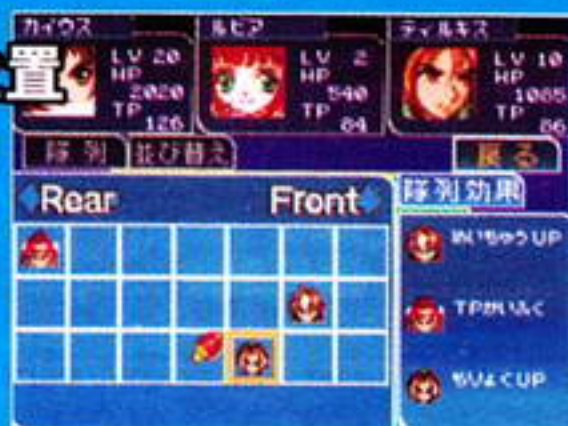 置
カイウス
LV 20
HP
2020
TP
126
ルビア
LV 2
HP
540
TP
84
ティルキス
LV 10
HP
1085
TP
86
隊列 並び替え 戻る
Rear Front
隊列効果
めいちゅうUP
TPかいふく
ちりょくUP